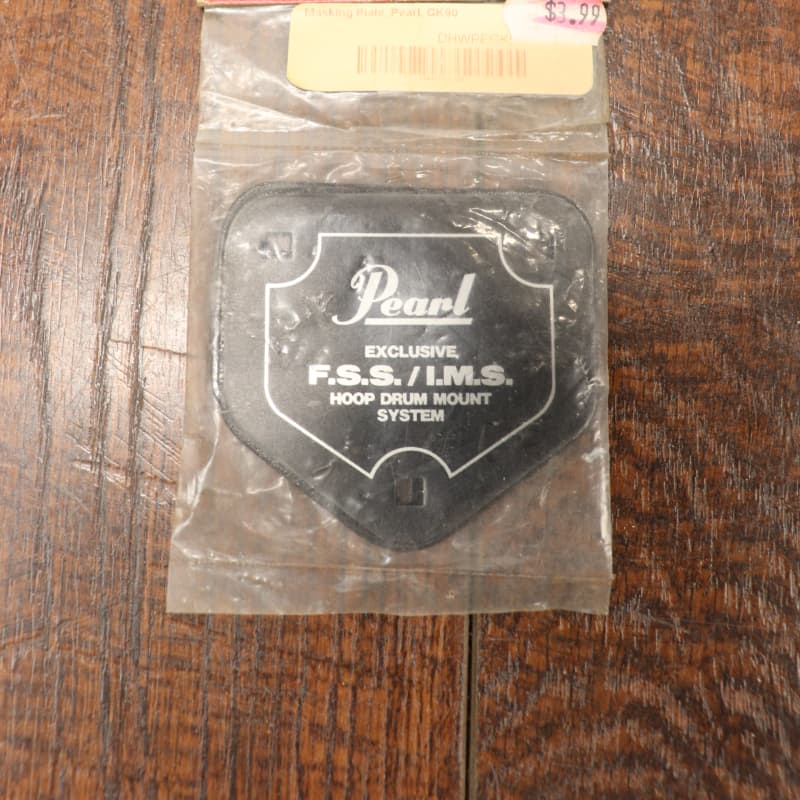 Masking Plate, Pearl, GK90
$3.99
Pearl
EXCLUSIVE
F.S.S. / I.M.S.
HOOP DRUM MOUNT
SYSTEM